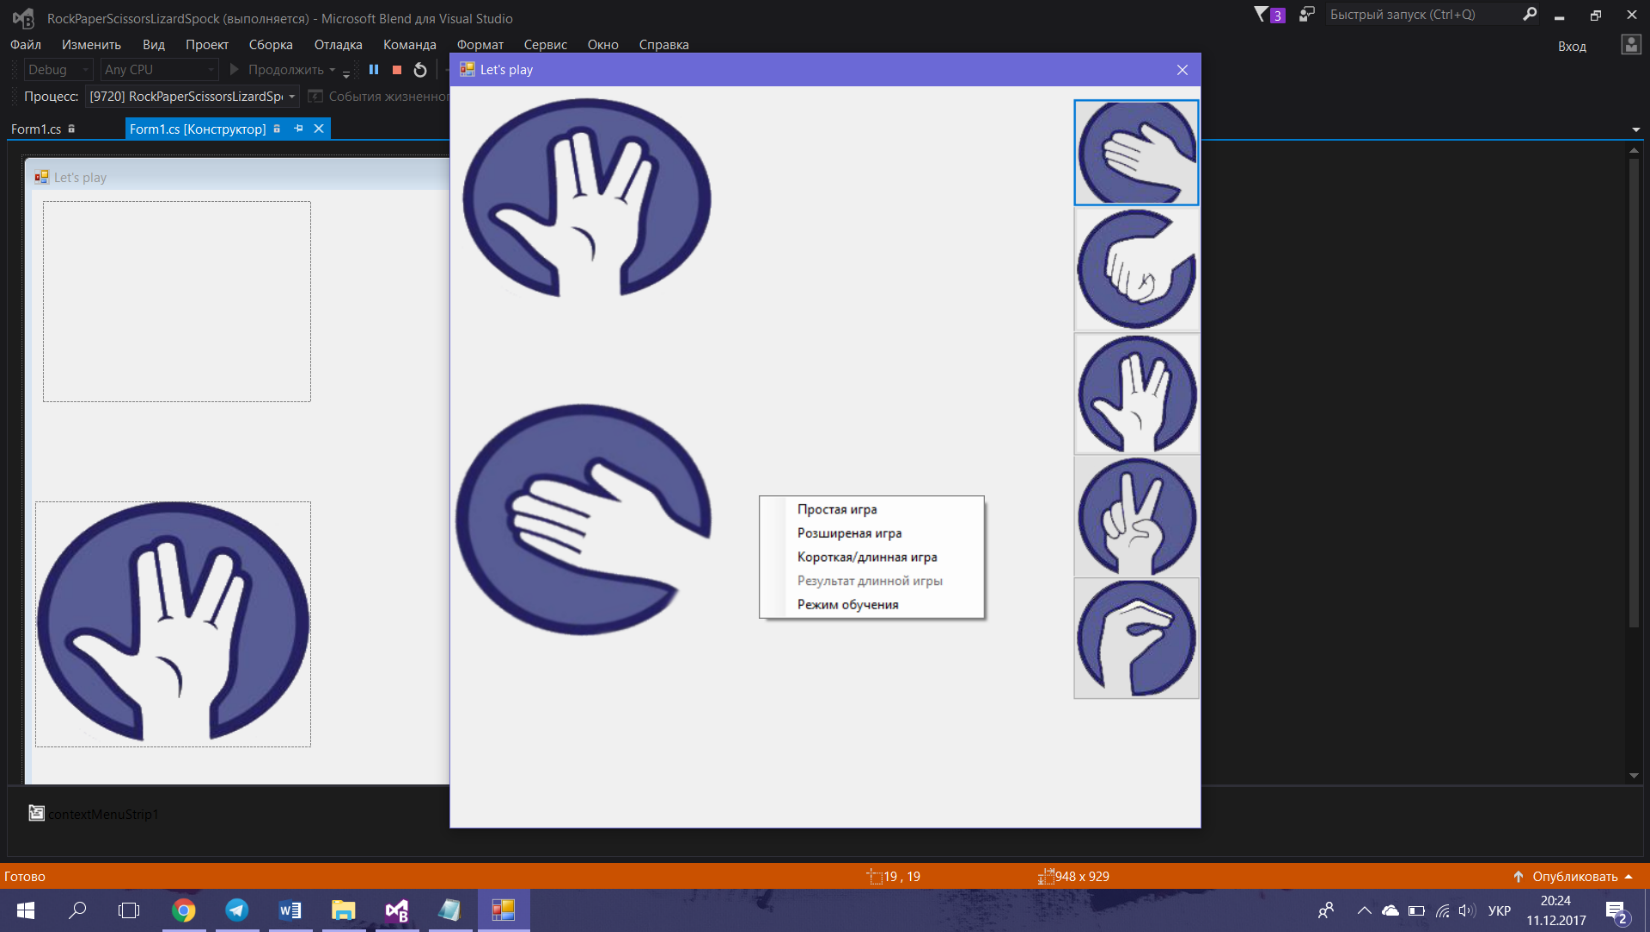 RockPaperScissorsLizardSpock (выполняется) - Microsoft Blend для Visual Studio
3
Быстрый запуск (Ctrl+Q)
Файл Изменить Вид Проект Сборка Отладка Команда Формат Сервис Окно Справка
Вход
Debug Any CPU Продолжить
Процесс: [9720] RockPaperScissorsLizardSp События жизненног
Form1.cs Form1.cs [Конструктор]
Let's play
Let's play
Простая игра
Розширеная игра
Короткая/длинная игра
Результат длинной игры
Режим обучения
contextMenuStrip1
Готово 19 , 19 948 x 929 Опубликовать
УКР
20:24
11.12.2017
2